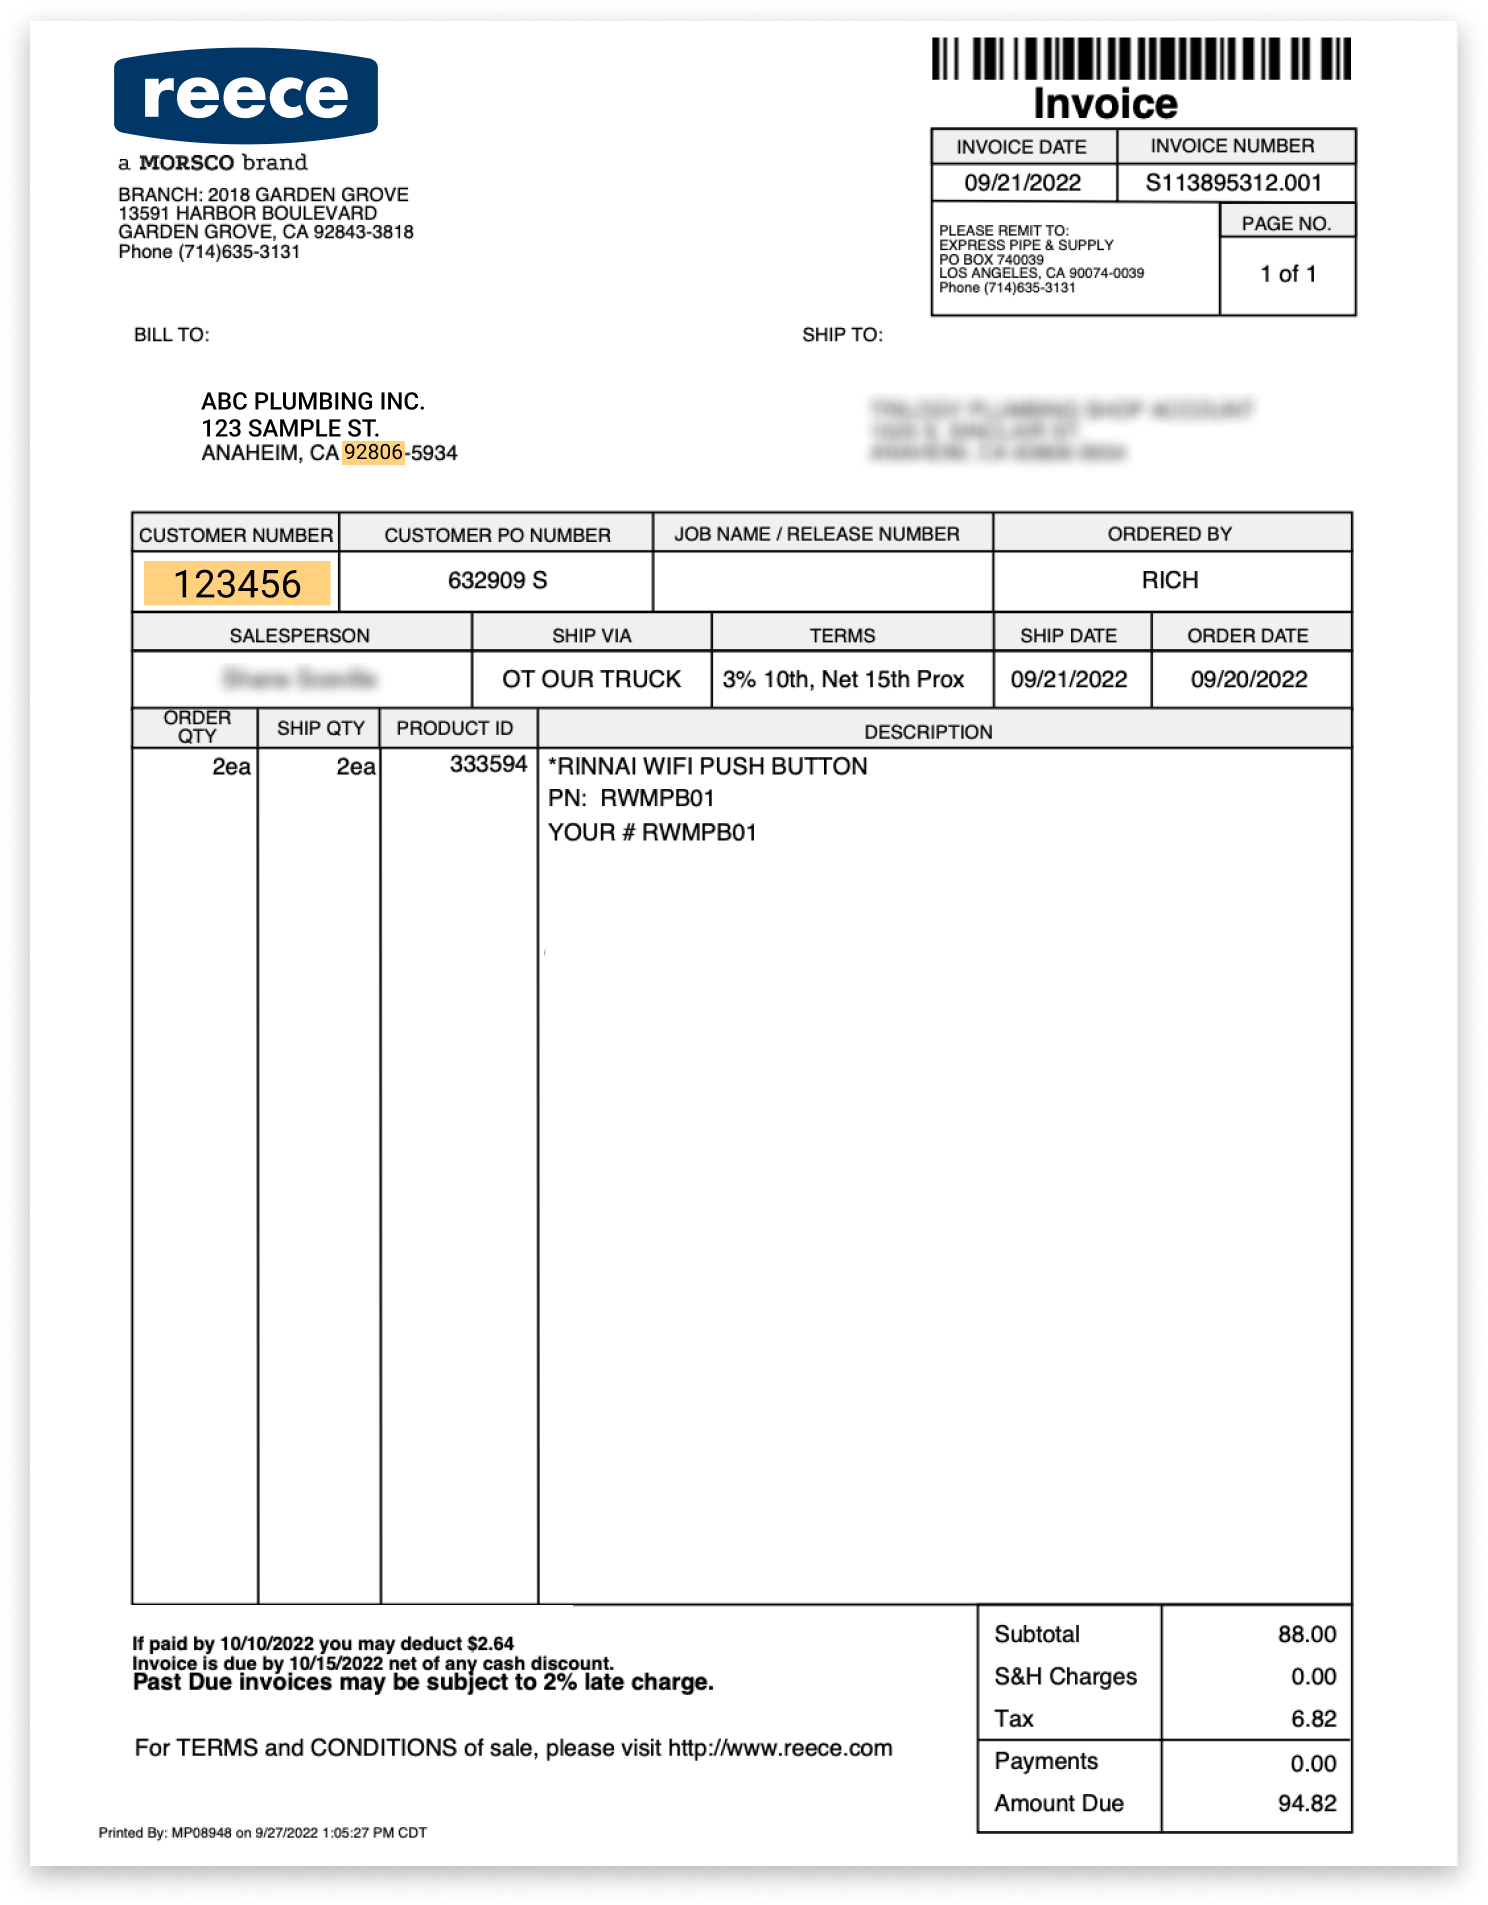 reece
a MORSCO brand
BRANCH: 2018 GARDEN GROVE
13591 HARBOR BOULEVARD
GARDEN GROVE, CA 92843-3818
Phone (714)635-3131
Invoice
INVOICE DATE INVOICE NUMBER
09/21/2022 S113895312.001
PLEASE REMIT TO:
EXPRESS PIPE & SUPPLY
PO BOX 740039
LOS ANGELES, CA 90074-0039
Phone (714)635-3131
PAGE NO.
1 of 1
BILL TO:
ABC PLUMBING INC.
123 SAMPLE ST.
ANAHEIM, CA 92806-5934
SHIP TO:
CUSTOMER NUMBER CUSTOMER PO NUMBER JOB NAME / RELEASE NUMBER ORDERED BY
123456 632909 S RICH
SALESPERSON SHIP VIA TERMS SHIP DATE ORDER DATE
OT OUR TRUCK 3% 10th, Net 15th Prox 09/21/2022 09/20/2022
ORDER QTY SHIP QTY PRODUCT ID DESCRIPTION
2ea 2ea 333594 *RINNAI WIFI PUSH BUTTON
PN: RWMPB01
YOUR # RWMPB01
If paid by 10/10/2022 you may deduct $2.64
Invoice is due by 10/15/2022 net of any cash discount.
Past Due invoices may be subject to 2% late charge.
For TERMS and CONDITIONS of sale, please visit http://www.reece.com
Subtotal 88.00
S&H Charges 0.00
Tax 6.82
Payments 0.00
Amount Due 94.82
Printed By: MP08948 on 9/27/2022 1:05:27 PM CDT